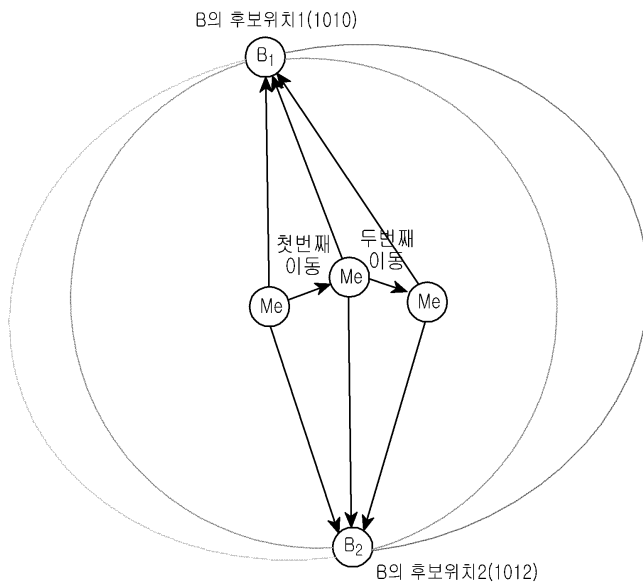 B의 후보위치1(1010)
B₁
첫번째
이동
두번째
이동
Me
Me
Me
B₂
B의 후보위치2(1012)